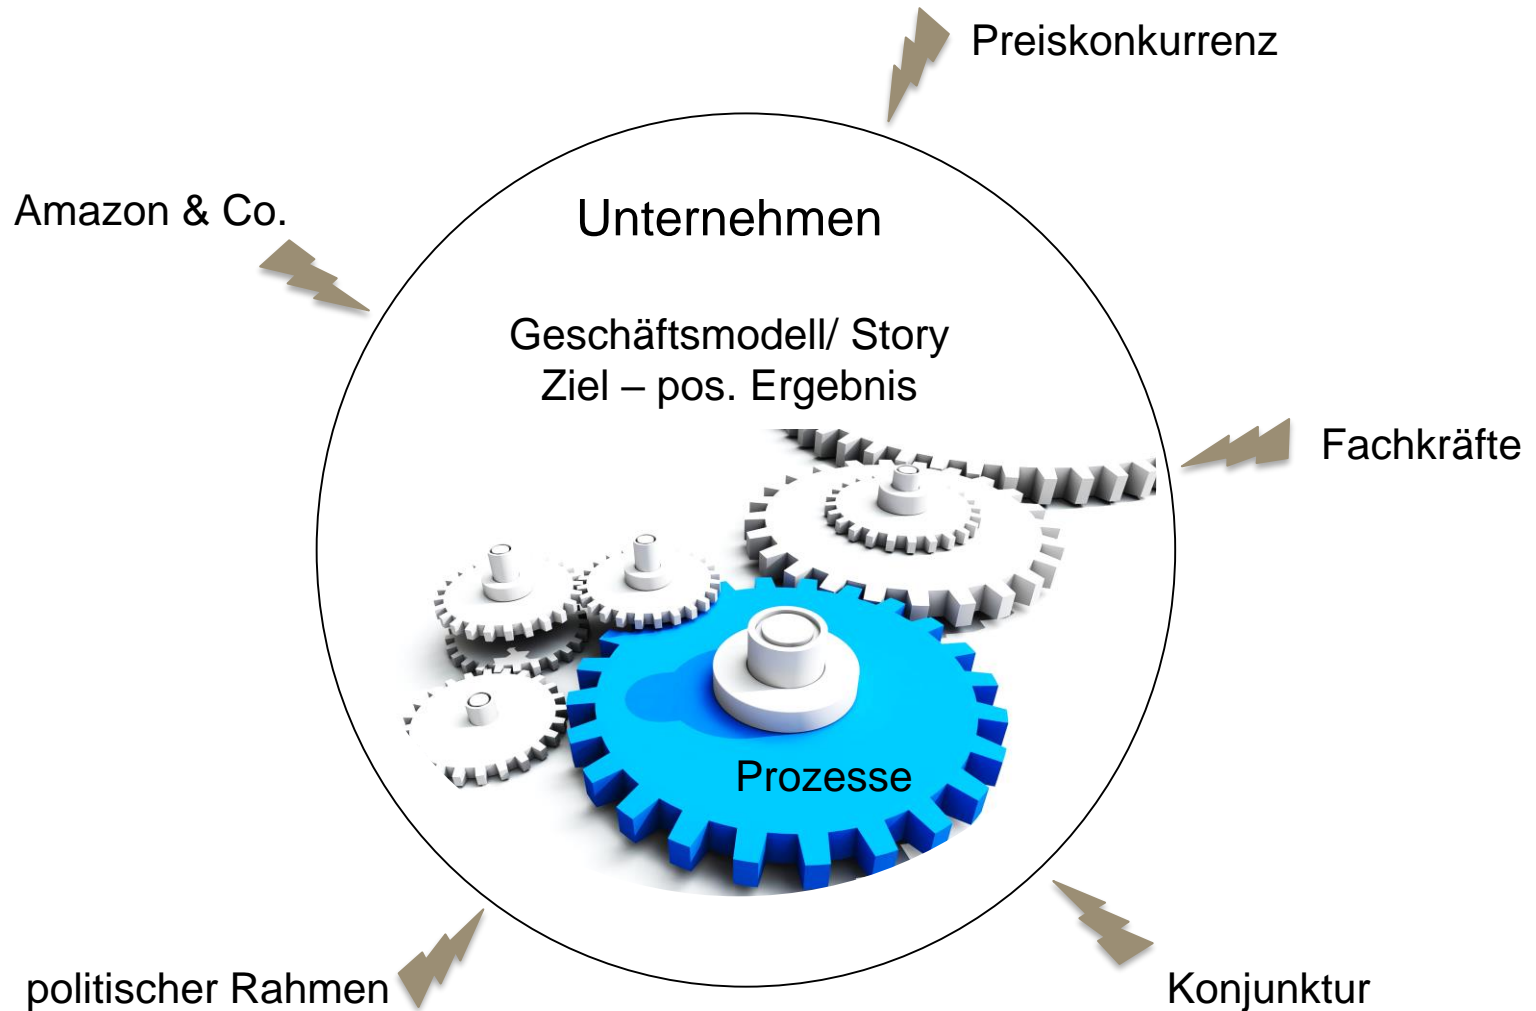 Preiskonkurrenz
Amazon & Co.
Unternehmen
Geschäftsmodell/ Story
Ziel – pos. Ergebnis
Fachkräfte
Prozesse
politischer Rahmen
Konjunktur